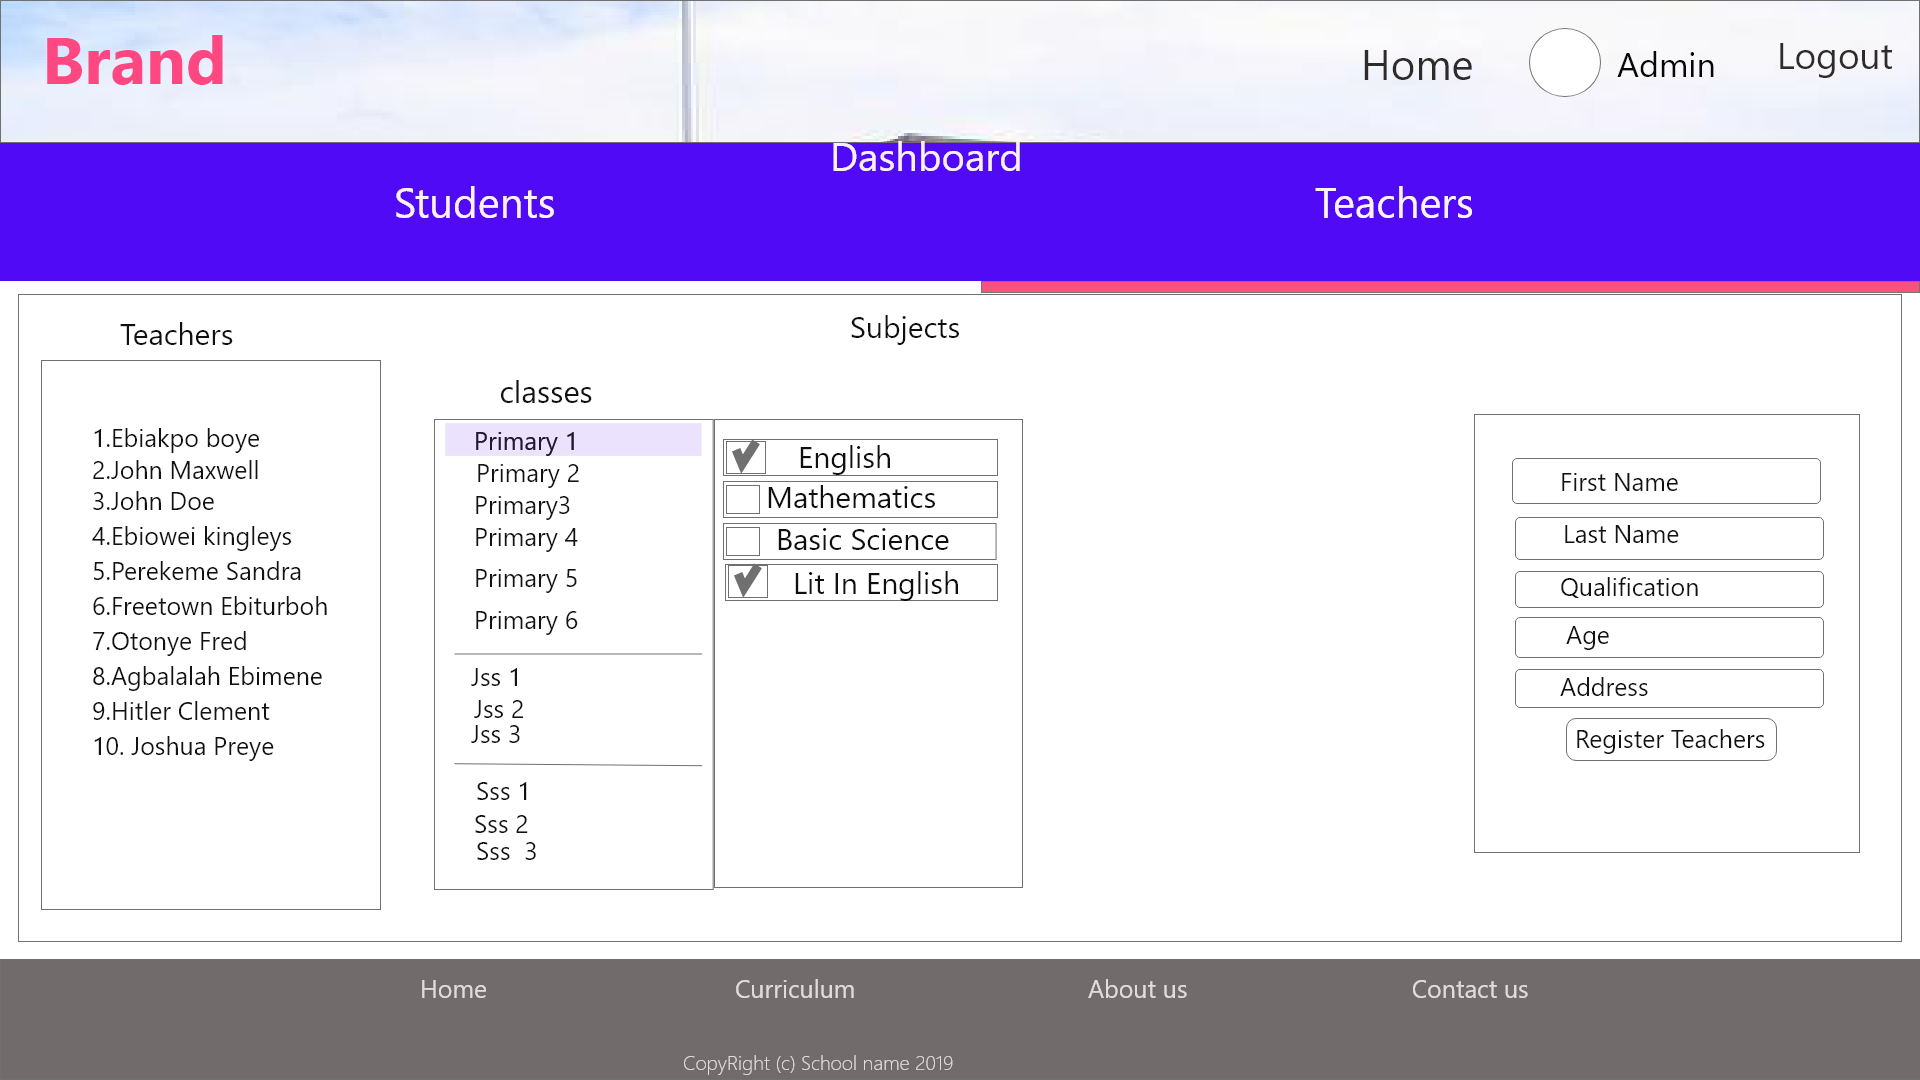 Brand
Home
Admin
Logout
Dashboard
Students
Teachers
Teachers
1.Ebiakpo boye
2.John Maxwell
3.John Doe
4.Ebiowei kingleys
5.Perekeme Sandra
6.Freetown Ebiturboh
7.Otonye Fred
8.Agbalalah Ebimene
9.Hitler Clement
10. Joshua Preye
Subjects
classes
Primary 1
Primary 2
Primary3
Primary 4
Primary 5
Primary 6
Jss 1
Jss 2
Jss 3
Sss 1
Sss 2
Sss  3
English
Mathematics
Basic Science
Lit In English
First Name
Last Name
Qualification
Age
Address
Register Teachers
Home
Curriculum
About us
Contact us
CopyRight (c) School name 2019